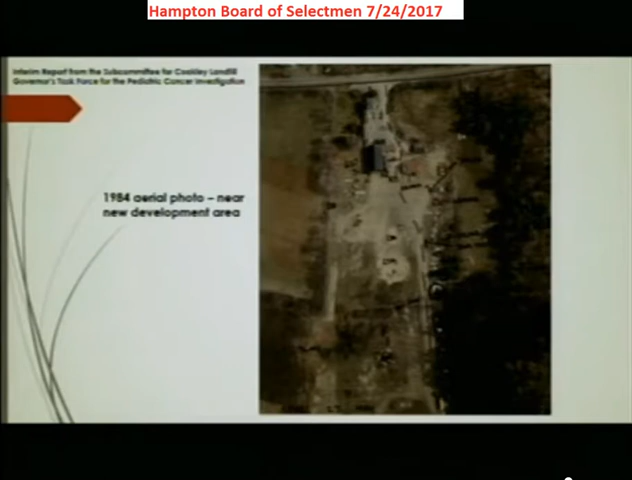 Hampton Board of Selectmen 7/24/2017
Interim Report from the Subcommittee for Coakley Landfill
Governor's Task Force for the Pediatric Cancer Investigation
1984 aerial photo – near
new development area